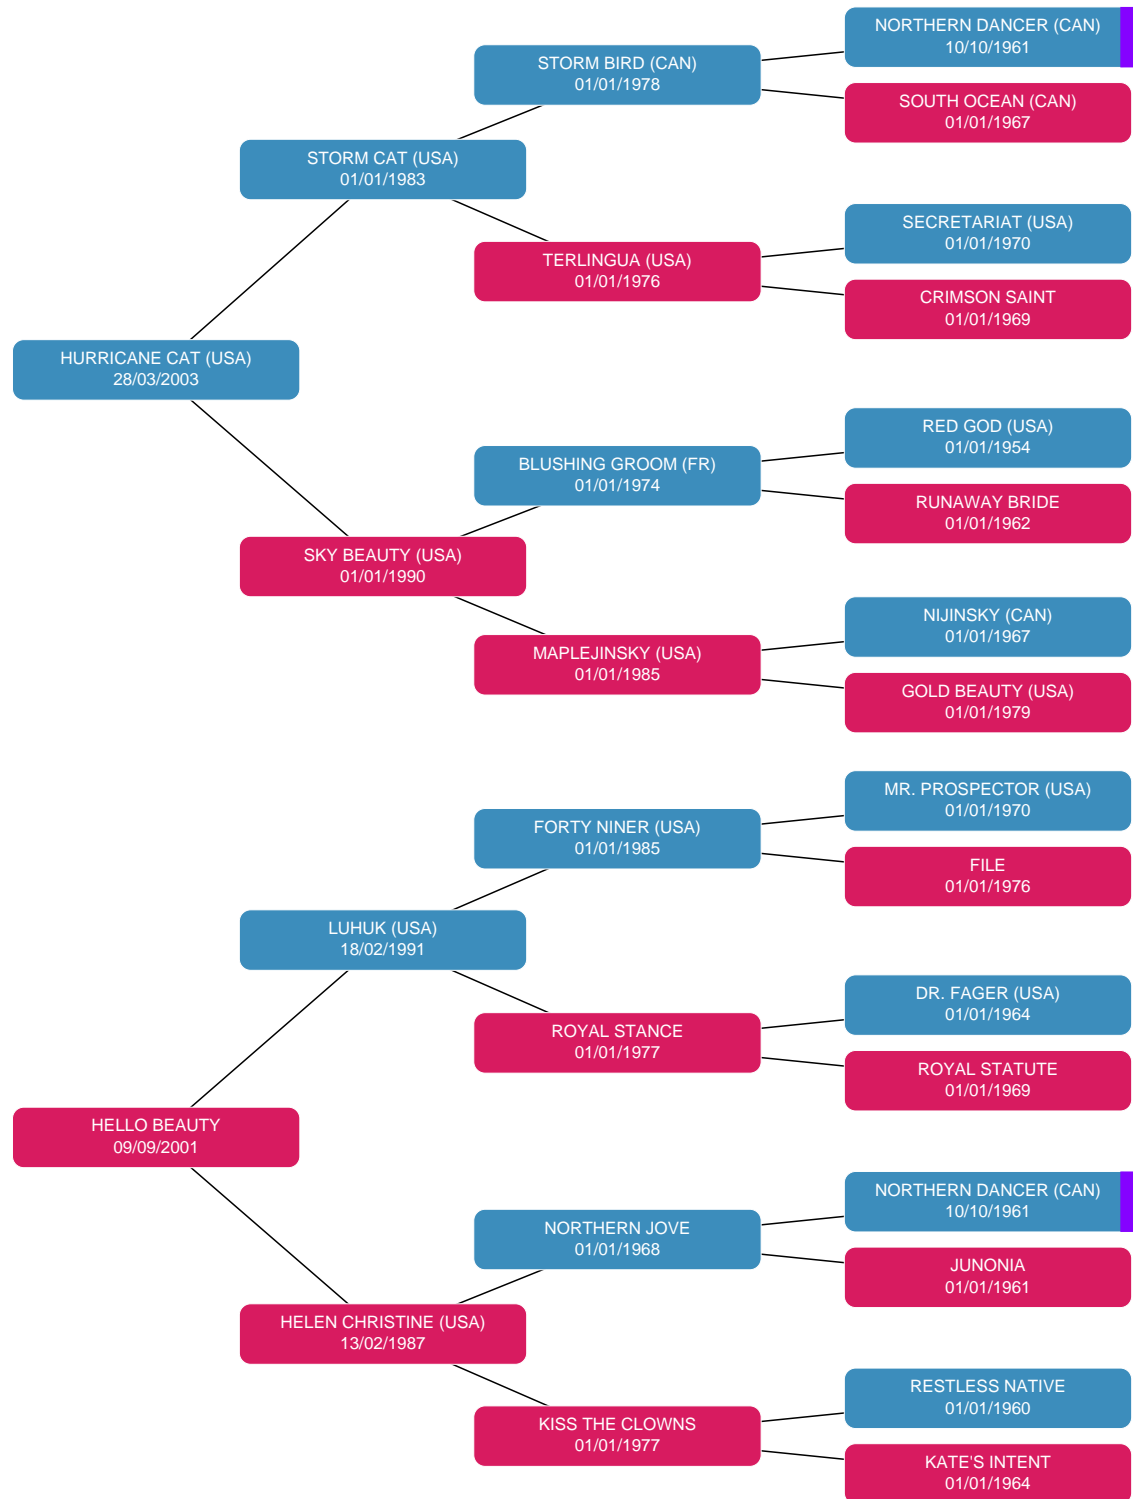 NORTHERN DANCER (CAN)
10/10/1961
STORM BIRD (CAN)
01/01/1978
SOUTH OCEAN (CAN)
01/01/1967
STORM CAT (USA)
01/01/1983
SECRETARIAT (USA)
01/01/1970
TERLINGUA (USA)
01/01/1976
CRIMSON SAINT
01/01/1969
HURRICANE CAT (USA)
28/03/2003
RED GOD (USA)
01/01/1954
BLUSHING GROOM (FR)
01/01/1974
RUNAWAY BRIDE
01/01/1962
SKY BEAUTY (USA)
01/01/1990
NIJINSKY (CAN)
01/01/1967
MAPLEJINSKY (USA)
01/01/1985
GOLD BEAUTY (USA)
01/01/1979
MR. PROSPECTOR (USA)
01/01/1970
FORTY NINER (USA)
01/01/1985
FILE
01/01/1976
LUHUK (USA)
18/02/1991
DR. FAGER (USA)
01/01/1964
ROYAL STANCE
01/01/1977
ROYAL STATUTE
01/01/1969
HELLO BEAUTY
09/09/2001
NORTHERN DANCER (CAN)
10/10/1961
NORTHERN JOVE
01/01/1968
JUNONIA
01/01/1961
HELEN CHRISTINE (USA)
13/02/1987
RESTLESS NATIVE
01/01/1960
KISS THE CLOWNS
01/01/1977
KATE'S INTENT
01/01/1964